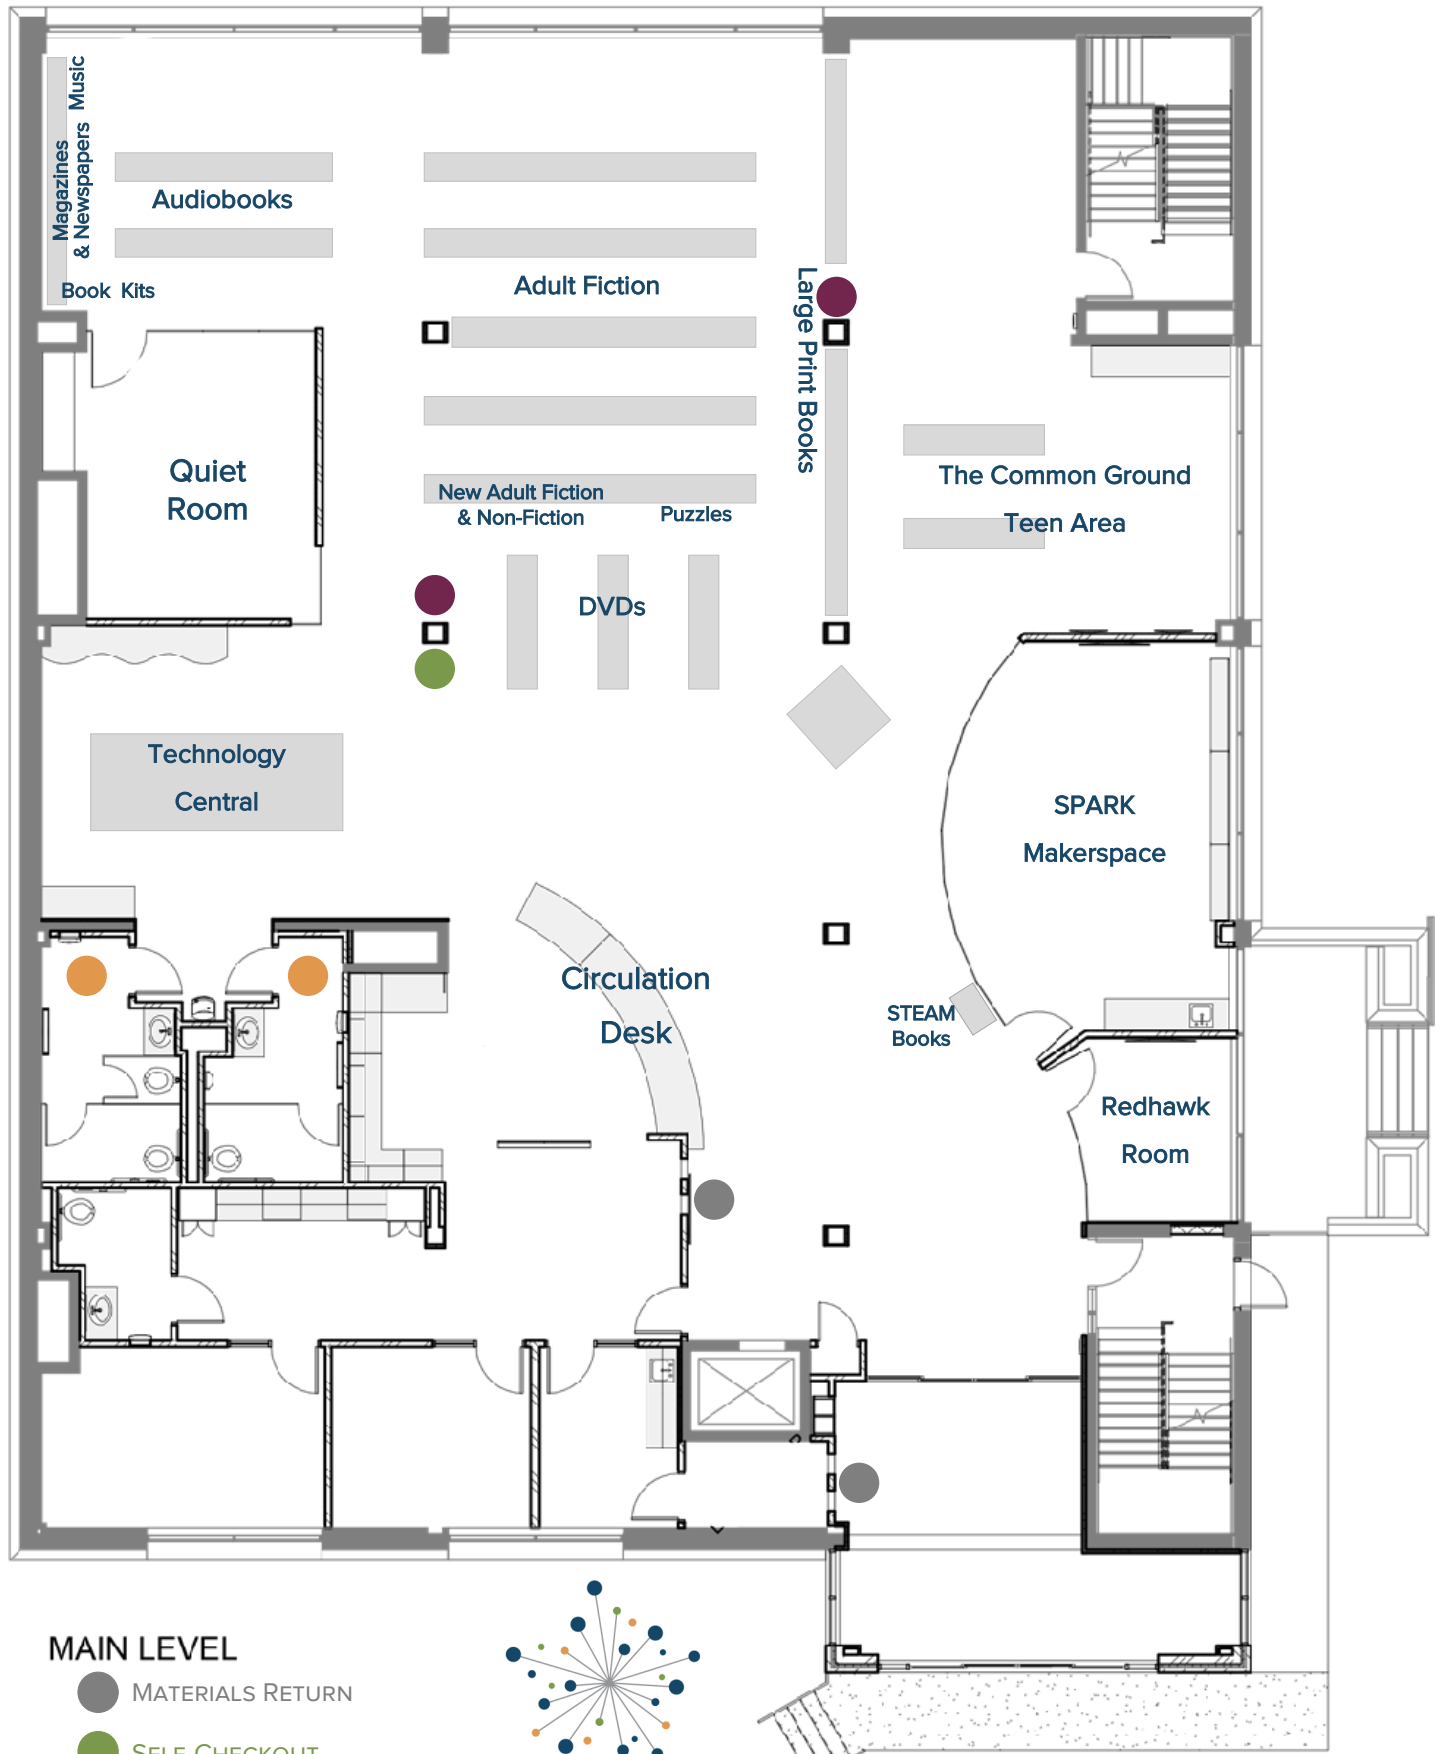 Music
Magazines
& Newspapers
Audiobooks
Book Kits
Adult Fiction
Large Print Books
Quiet
Room
New Adult Fiction
& Non-Fiction
Puzzles
The Common Ground
Teen Area
DVDs
Technology
Central
SPARK
Makerspace
Circulation
Desk
STEAM
Books
Redhawk
Room
MAIN LEVEL
MATERIALS RETURN
SELF CHECKOUT